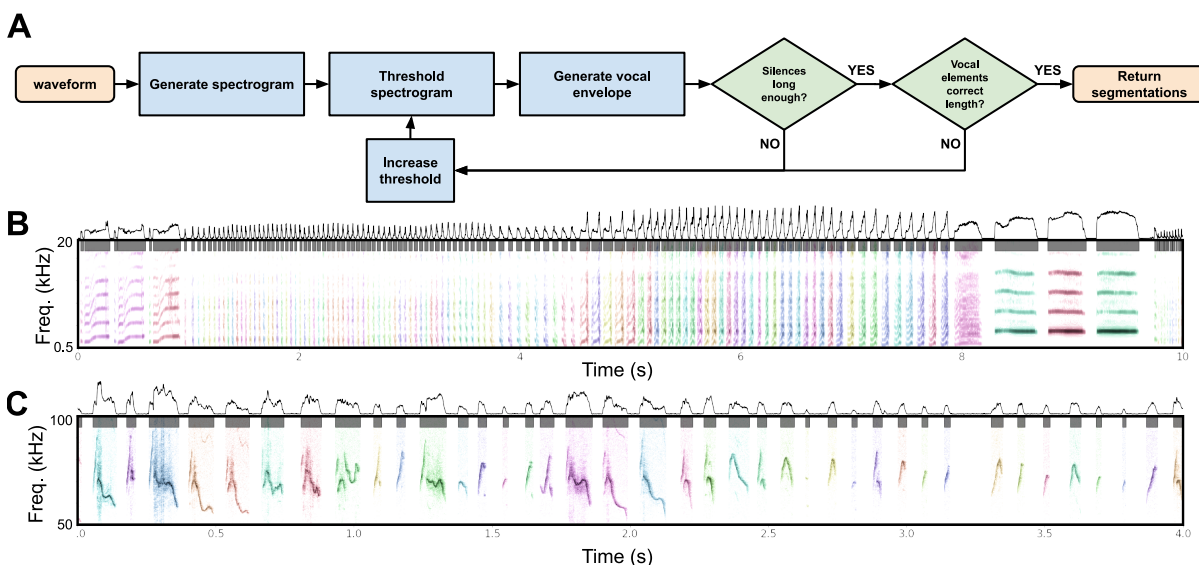 A
waveform
Generate spectrogram
Threshold
spectrogram
Generate vocal
envelope
Silences
long
enough?
YES
Vocal
elements
correct
length?
YES
Return
segmentations
NO
NO
Increase
threshold
B
20
Freq. (kHz)
0.5
0
2
4
6
8
10
Time (s)
C
100
Freq. (kHz)
50
.0
0.5
1.0
1.5
2.0
2.5
3.0
3.5
4.0
Time (s)